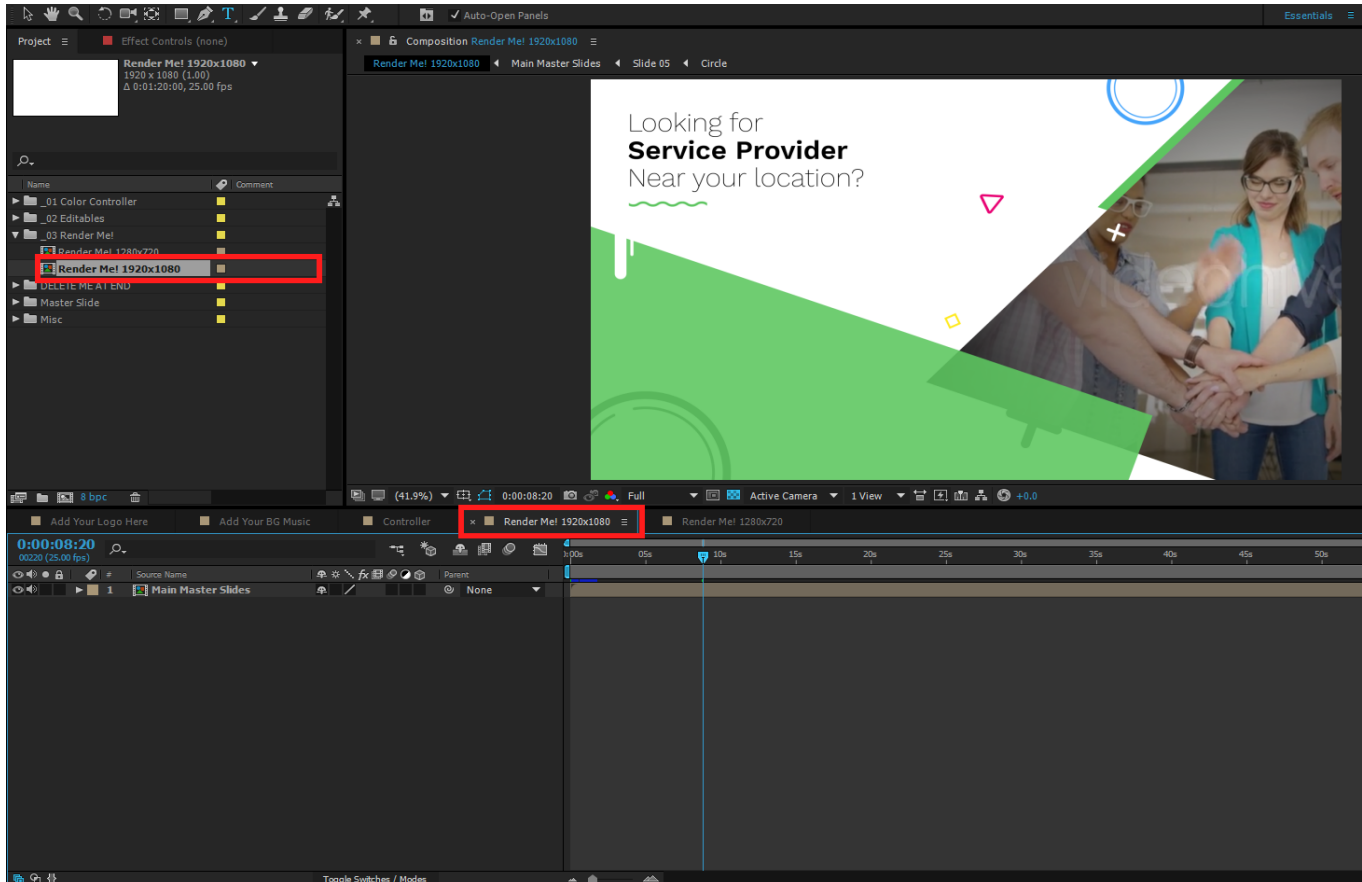 Auto-Open Panels
Essentials
Project
Effect Controls (none)
Composition Render Me! 1920x1080
Render Me! 1920x1080
1920 x 1080 (1.00)
Δ 0:01:20:00, 25.00 fps
Render Me! 1920x1080 Main Master Slides Slide 05 Circle
Looking for
Service Provider
Near your location?
Name Comment
_01 Color Controller
_02 Editables
_03 Render Me!
Render Me! 1280x720
Render Me! 1920x1080
DELETE ME AT END
Master Slide
Misc
8 bpc
(41.9%) 0:00:08:20 Full Active Camera 1 View +0.0
Add Your Logo Here Add Your BG Music Controller Render Me! 1920x1080 Render Me! 1280x720
0:00:08:20
00220 (25.00 fps)
05s 10s 15s 20s 25s 30s 35s 40s 45s 50s
# Source Name fx Parent
1 Main Master Slides None
Toggle Switches / Modes